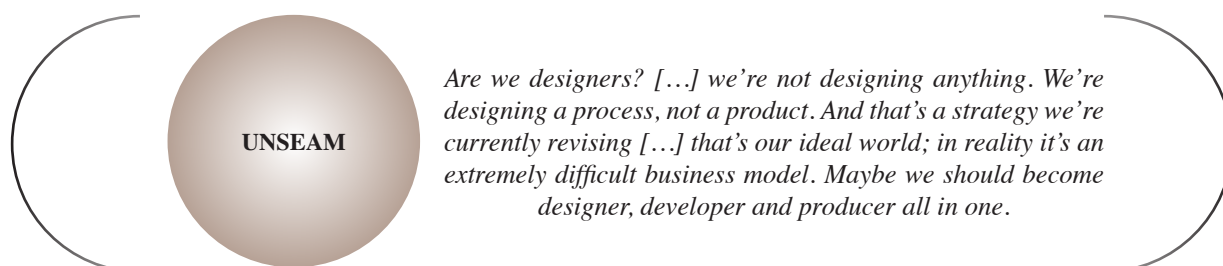 UNSEAM
Are we designers? […] we're not designing anything. We're
designing a process, not a product. And that's a strategy we're
currently revising […] that's our ideal world; in reality it's an
extremely difficult business model. Maybe we should become
designer, developer and producer all in one.